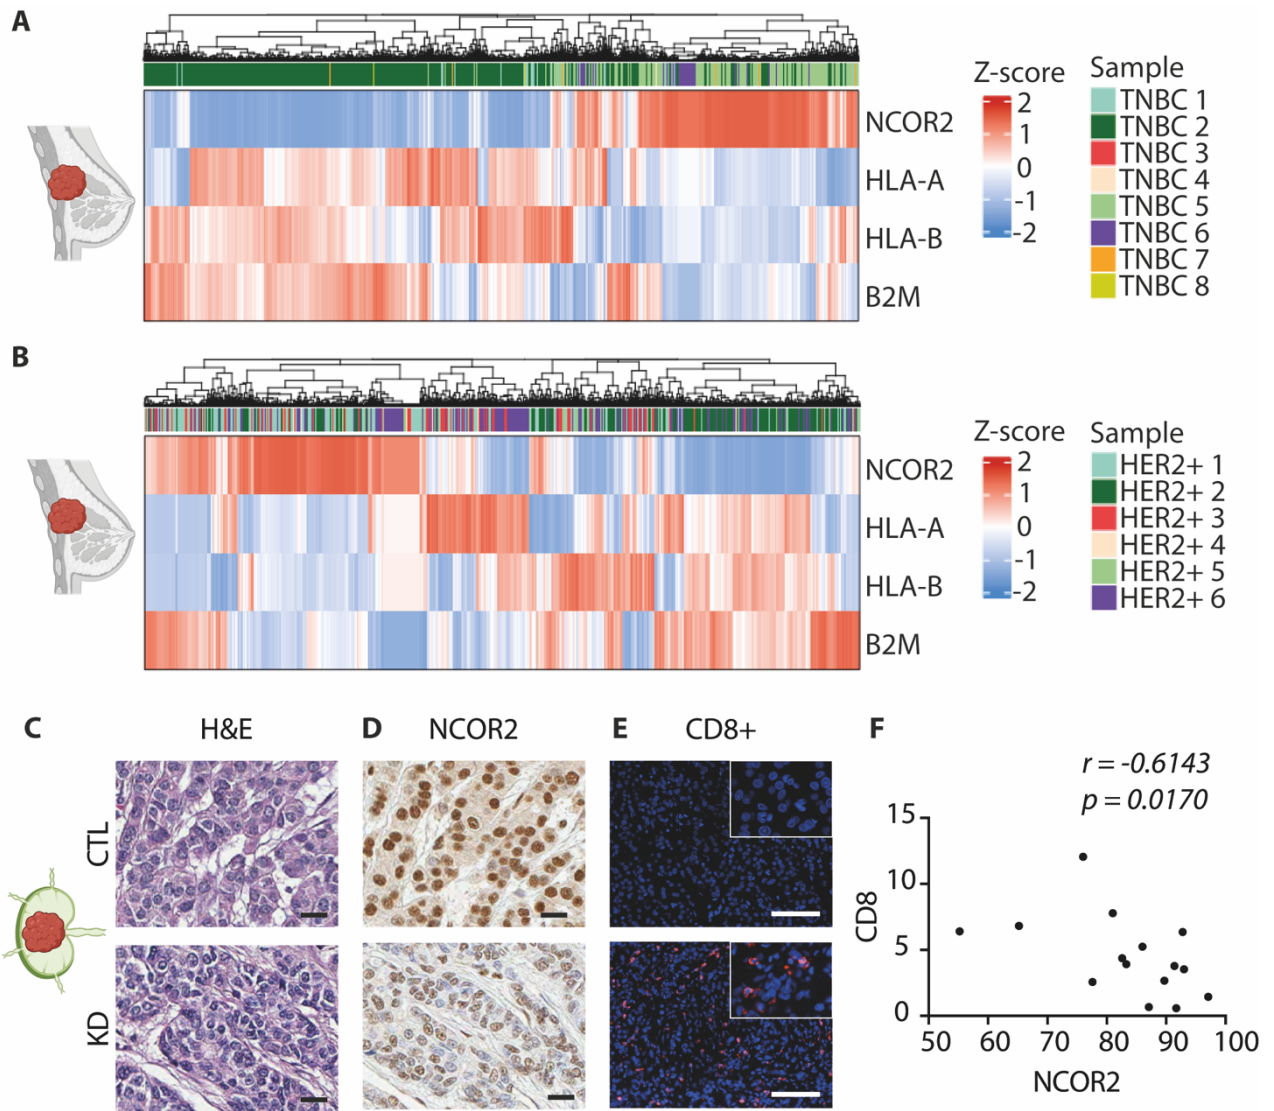 A
Z-score
2
1
0
-1
-2
Sample
TNBC 1
TNBC 2
TNBC 3
TNBC 4
TNBC 5
TNBC 6
TNBC 7
TNBC 8
NCOR2
HLA-A
HLA-B
B2M
B
Z-score
2
1
0
-1
-2
Sample
HER2+ 1
HER2+ 2
HER2+ 3
HER2+ 4
HER2+ 5
HER2+ 6
NCOR2
HLA-A
HLA-B
B2M
C
H&E
CTL
KD
D
NCOR2
E
CD8+
F
r = -0.6143
p = 0.0170
CD8
15
10
5
0
50 60 70 80 90 100
NCOR2